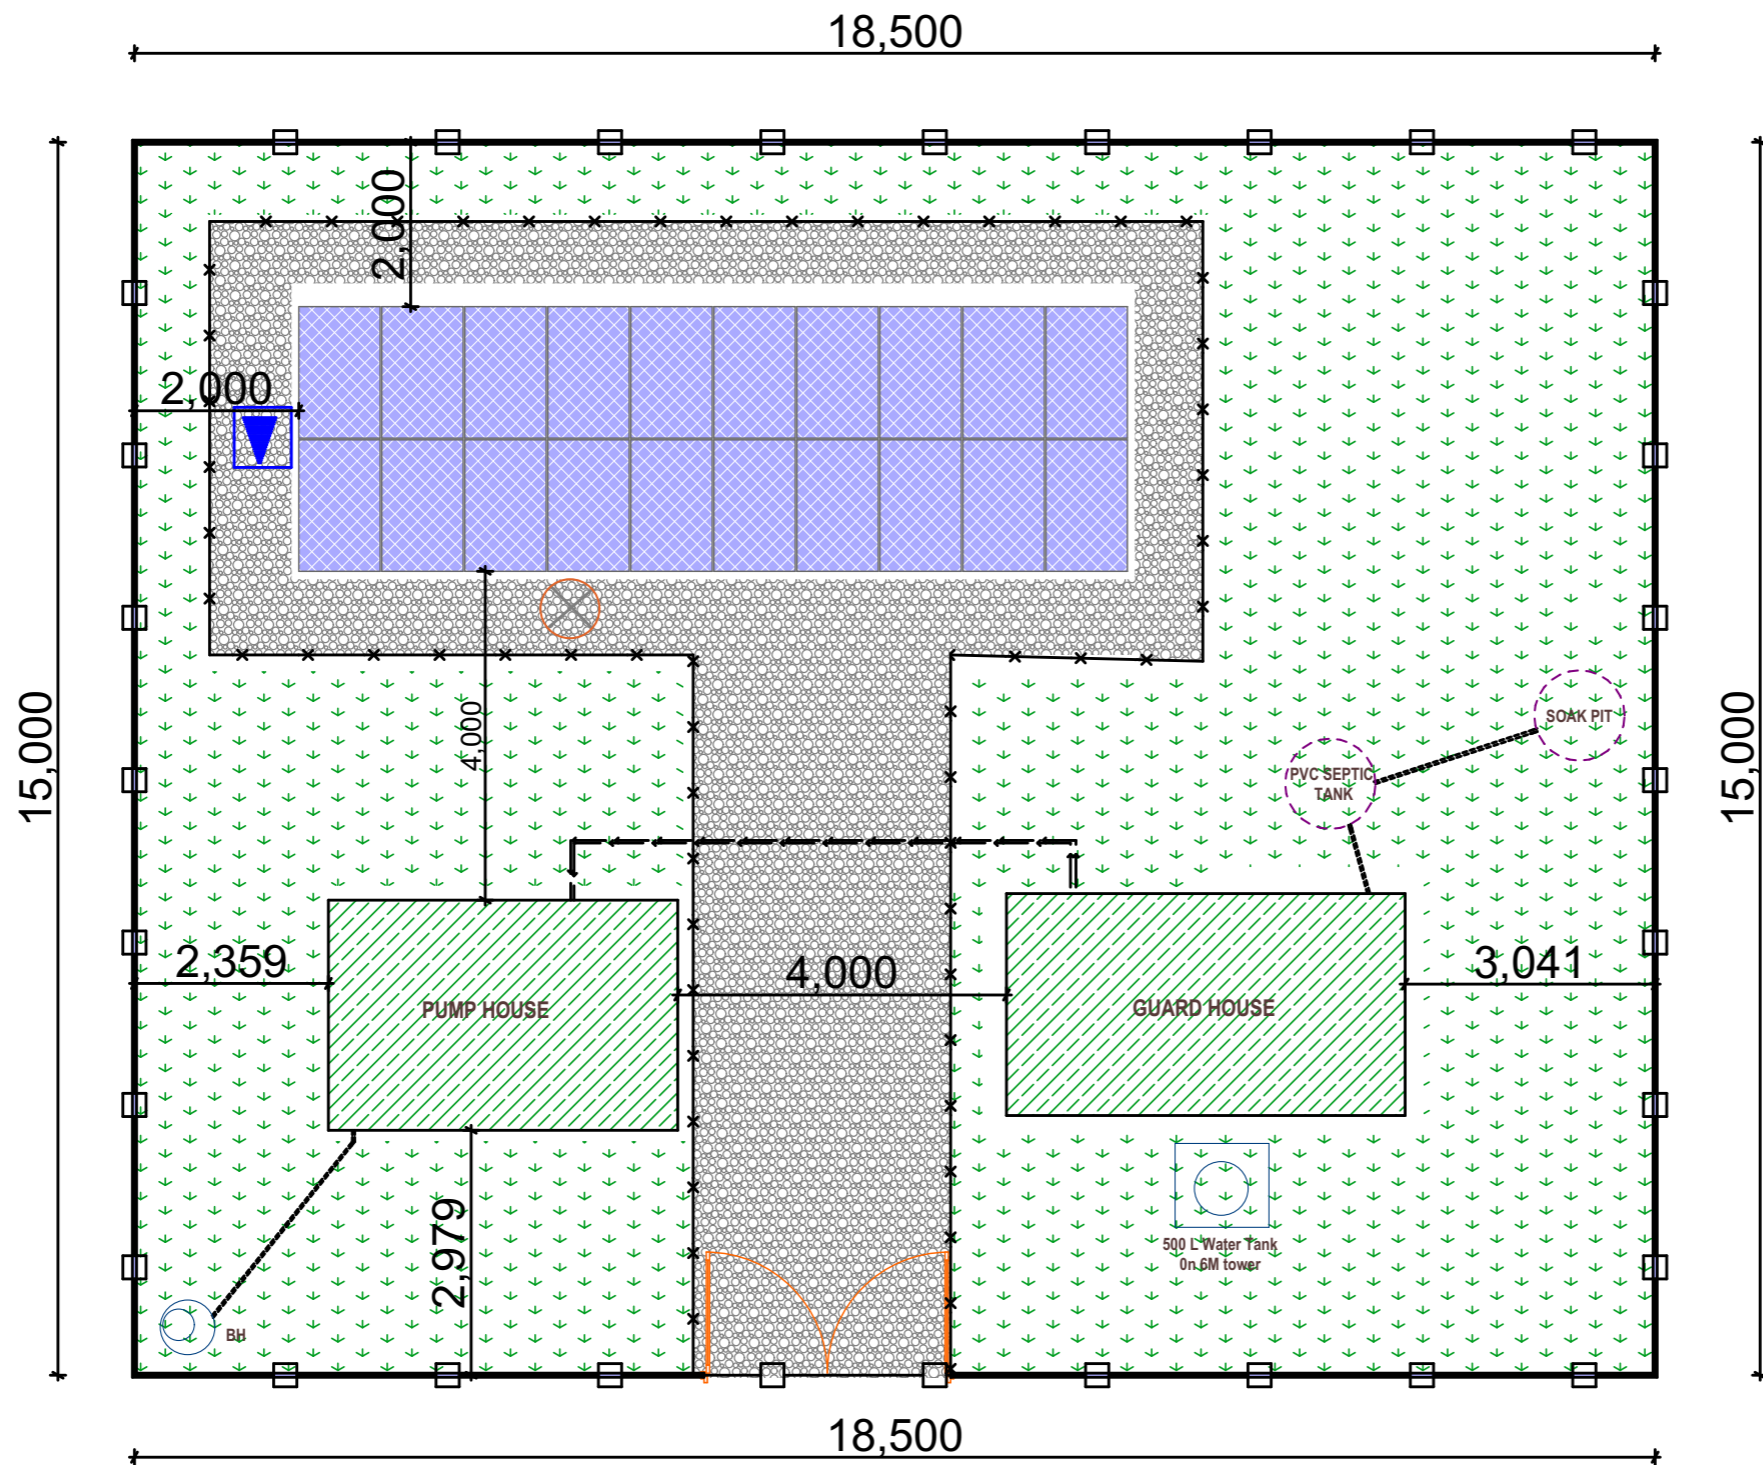 18,500
2,000
2,000
15,000
15,000
4,000
SOAK PIT
PVC SEPTIC
TANK
2,359
4,000
3,041
PUMP HOUSE
GUARD HOUSE
2,979
500 L Water Tank
0n 6M tower
BH
18,500